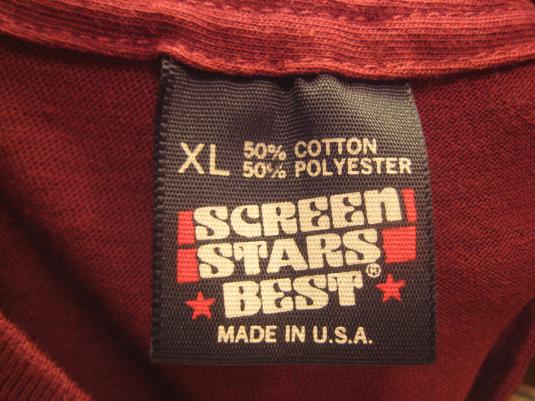 XL 50% COTTON
50% POLYESTER
SCREEN
STARS
BEST®
MADE IN U.S.A.